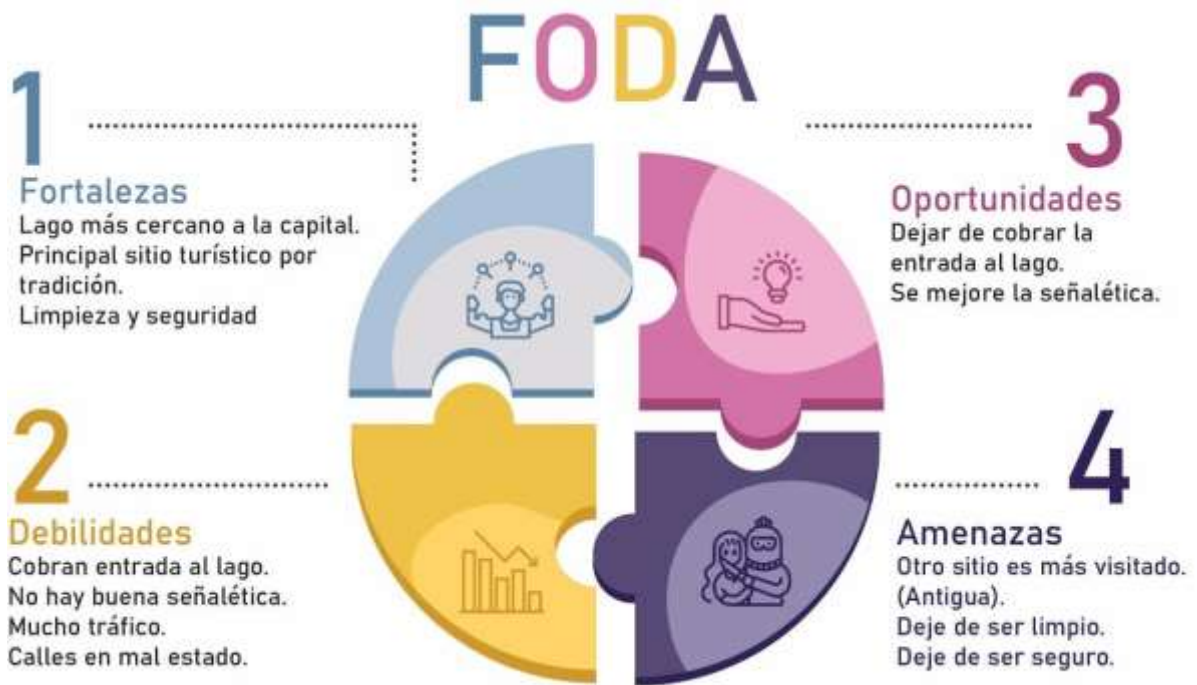 FODA
1
Fortalezas
Lago más cercano a la capital.
Principal sitio turístico por
tradición.
Limpieza y seguridad
2
Debilidades
Cobran entrada al lago.
No hay buena señalética.
Mucho tráfico.
Calles en mal estado.
3
Oportunidades
Dejar de cobrar la
entrada al lago.
Se mejore la señalética.
4
Amenazas
Otro sitio es más visitado.
(Antigua).
Deje de ser limpio.
Deje de ser seguro.